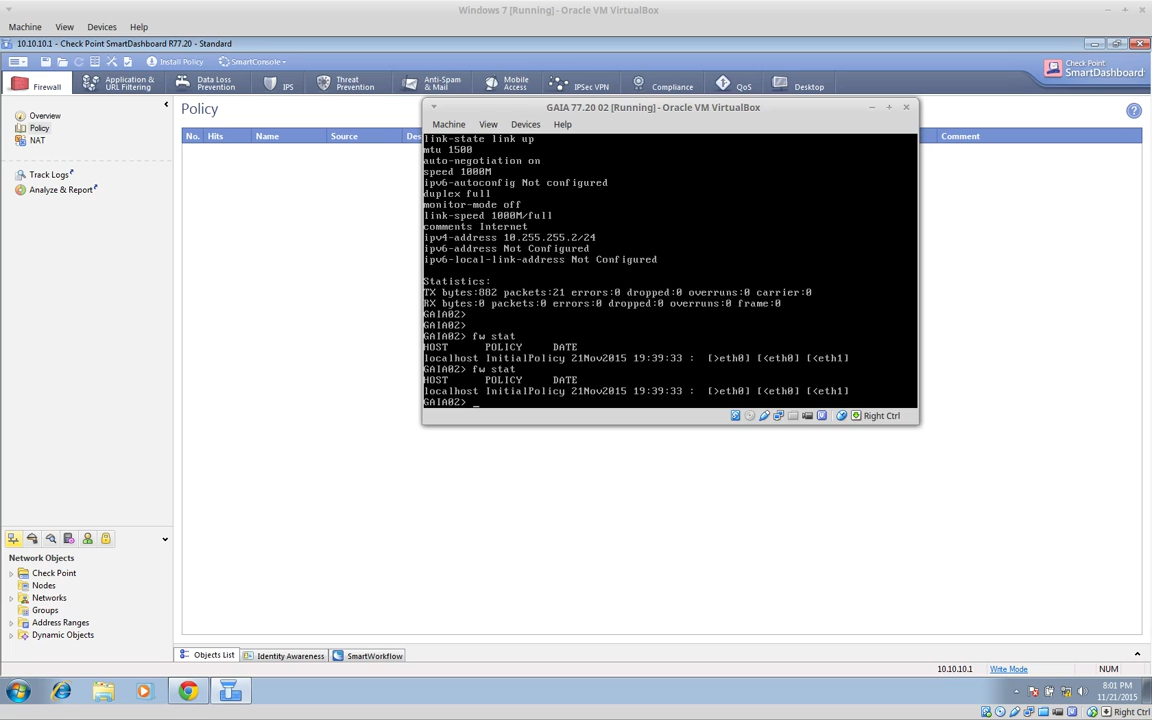 Windows 7 [Running] - Oracle VM VirtualBox
Machine View Devices Help
10.10.10.1 - Check Point SmartDashboard R77.20 - Standard
Install Policy SmartConsole
Firewall
Application & URL Filtering
Data Loss Prevention
IPS
Threat Prevention
Anti-Spam & Mail
Mobile Access
IPSec VPN
Compliance
QoS
Desktop
Check Point
SmartDashboard
Overview
Policy
NAT
Track Logs
Analyze & Report
Policy
No. Hits Name Source Des Comment
GAIA 77.20 02 [Running] - Oracle VM VirtualBox
Machine View Devices Help
link-state link up
mtu 1500
auto-negotiation on
speed 1000M
ipv6-autoconfig Not configured
duplex full
monitor-mode off
link-speed 1000M/full
comments Internet
ipv4-address 10.255.255.2/24
ipv6-address Not Configured
ipv6-local-link-address Not Configured
Statistics:
TX bytes:882 packets:21 errors:0 dropped:0 overruns:0 carrier:0
RX bytes:0 packets:0 errors:0 dropped:0 overruns:0 frame:0
GAIA02>
GAIA02>
GAIA02> fw stat
HOST POLICY DATE
localhost InitialPolicy 21Nov2015 19:39:33 : [>eth0] [<eth0] [<eth1]
GAIA02> fw stat
HOST POLICY DATE
localhost InitialPolicy 21Nov2015 19:39:33 : [>eth0] [<eth0] [<eth1]
GAIA02> _
Right Ctrl
Network Objects
Check Point
Nodes
Networks
Groups
Address Ranges
Dynamic Objects
Objects List Identity Awareness SmartWorkflow
10.10.10.1 Write Mode NUM
8:01 PM
11/21/2015
Right Ctrl